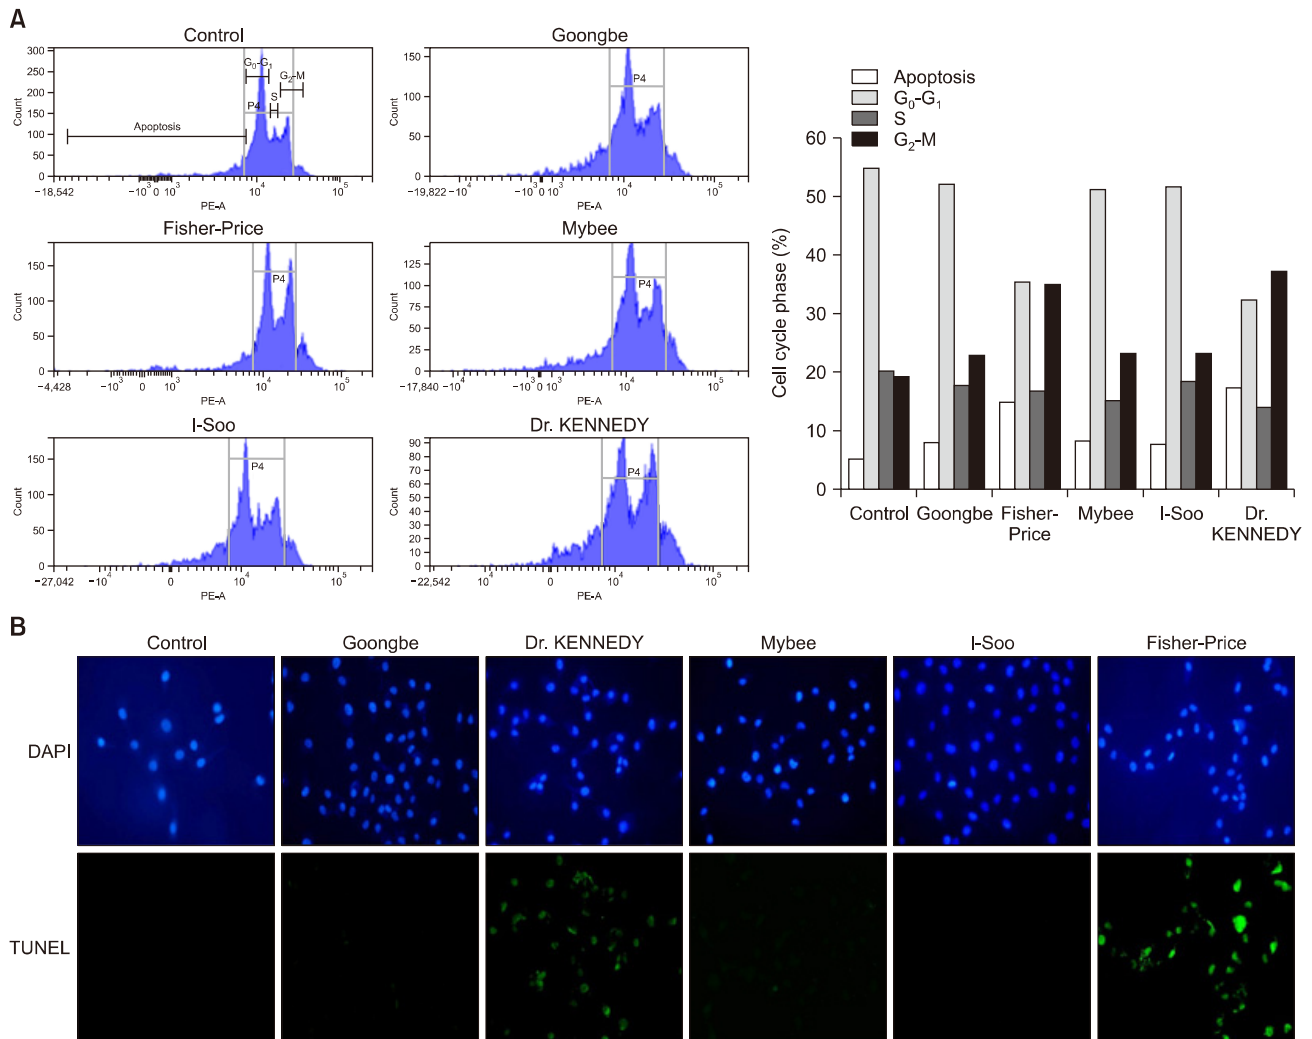 A
Control
300
250
200
150
100
50
0
Count
G0-G1
G2-M
S
P4
Apoptosis
−18,542 −10³ 0 10³ 10⁴ 10⁵
PE-A
Goongbe
150
100
50
0
Count
P4
−19,822 −10⁴ −10³ 0 10³ 10⁴ 10⁵
PE-A
Fisher-Price
150
100
50
0
Count
P4
−4,428 −10³ 0 10³ 10⁴ 10⁵
PE-A
Mybee
125
100
75
50
25
0
Count
P4
−17,840 −10⁴ −10³ 0 10³ 10⁴ 10⁵
PE-A
I-Soo
150
100
50
0
Count
P4
−27,042 −10⁴ 0 10⁴ 10⁵
PE-A
Dr. KENNEDY
90
80
70
60
50
40
30
20
10
0
Count
P4
−22,542 10⁴ 0 10⁴ 10⁵
PE-A
Apoptosis
G0-G1
S
G2-M
60
50
40
30
20
10
0
Cell cycle phase (%)
Control Goongbe Fisher- Mybee I-Soo Dr.
Price KENNEDY
B
Control Goongbe Dr. KENNEDY Mybee I-Soo Fisher-Price
DAPI
TUNEL